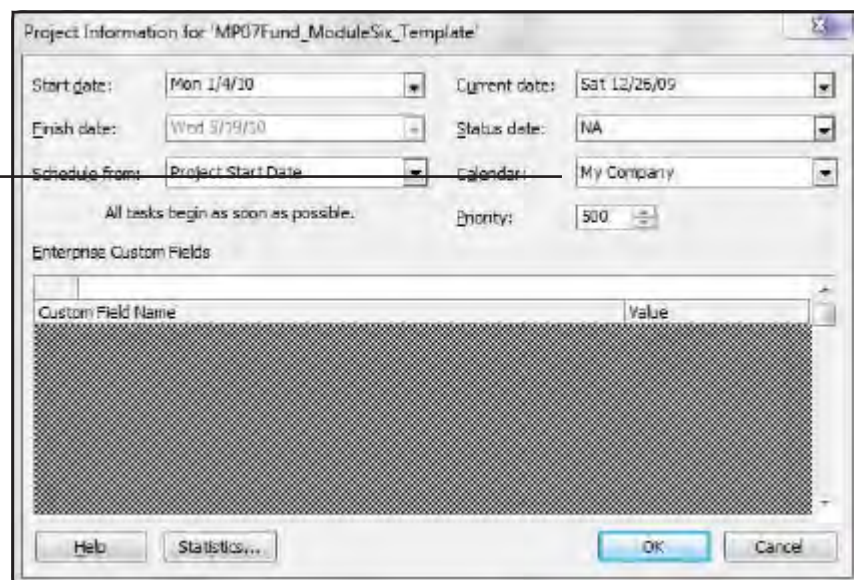 Project Information for 'MP07Fund_ModuleSix_Template'
Start date: Mon 1/4/10 Current date: Sat 12/26/09
Finish date: Wed 5/19/10 Status date: NA
Schedule from: Project Start Date Calendar: My Company
All tasks begin as soon as possible. Priority: 500
Enterprise Custom Fields
Custom Field Name Value
Help Statistics... OK Cancel